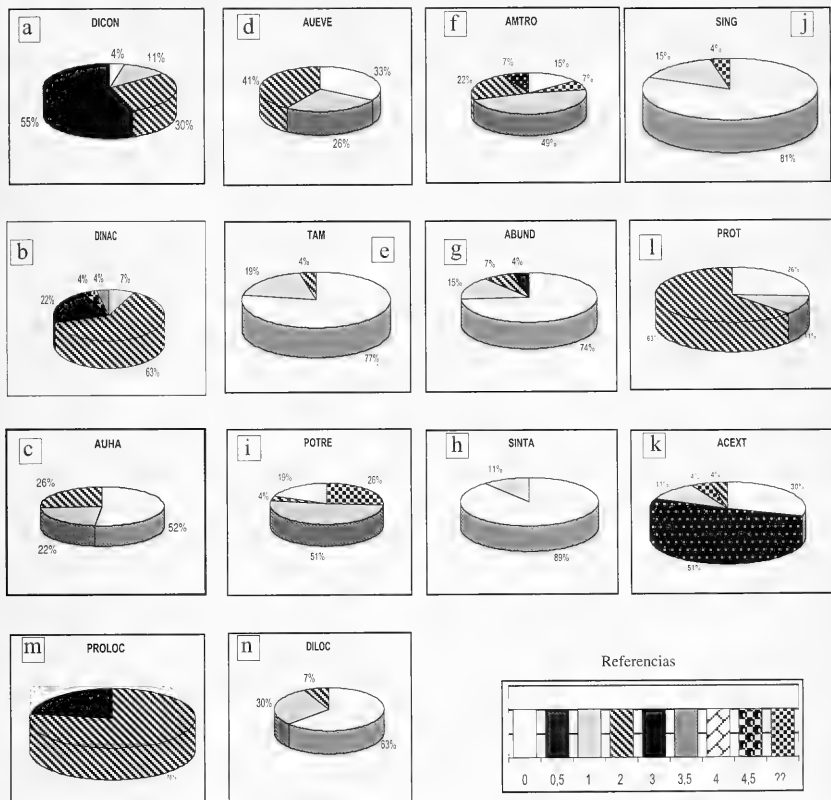 a
DICON
4%
11%
55%
30%
d
AUEVE
41%
33%
26%
f
AMTRO
7%
15%
22%
7%
49%
SING
j
15%
4%
81%
b
DINAC
4%
4%
7%
22%
63%
TAM
e
19%
4%
77%
g
ABUND
7%
4%
15%
74%
l
PROT
26%
63%
11%
c
AUHA
26%
52%
22%
i
POTRE
19%
26%
4%
51%
h
SINTA
11%
89%
k
ACEXT
4%
4%
11%
30%
51%
m
PROLOC
n
DILOC
7%
30%
63%
Referencias
0 0,5 1 2 3 3,5 4 4,5 ??